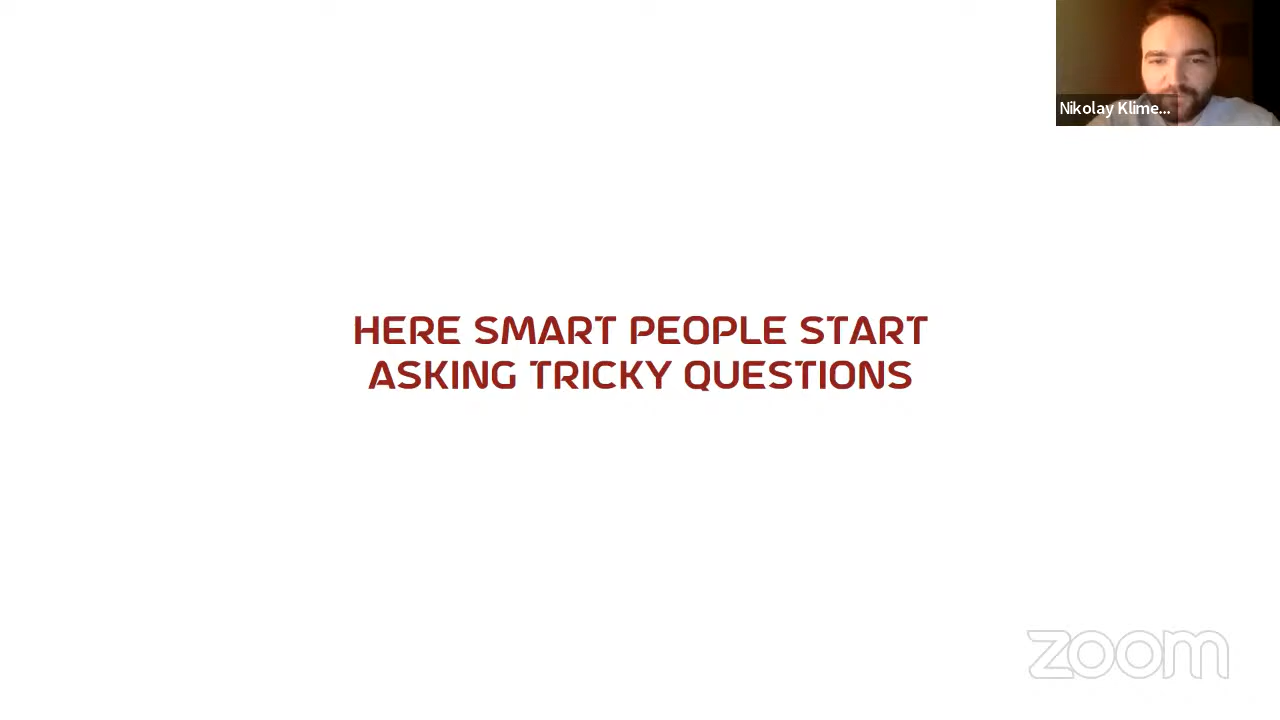 Nikolay Klime...
HERE SMART PEOPLE START
ASKING TRICKY QUESTIONS
zoom